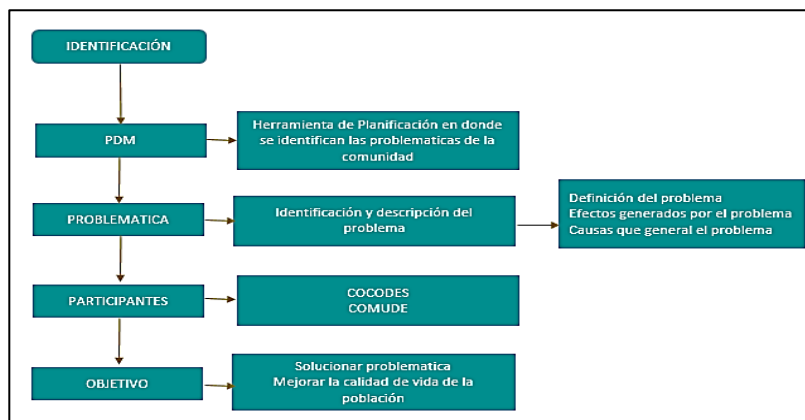 IDENTIFICACIÓN
PDM
Herramienta de Planificación en donde
se identifican las problematicas de la
comunidad
PROBLEMATICA
Identificación y descripción del
problema
Definición del problema
Efectos generados por el problema
Causas que general el problema
PARTICIPANTES
COCODES
COMUDE
OBJETIVO
Solucionar problematica
Mejorar la calidad de vida de la
población